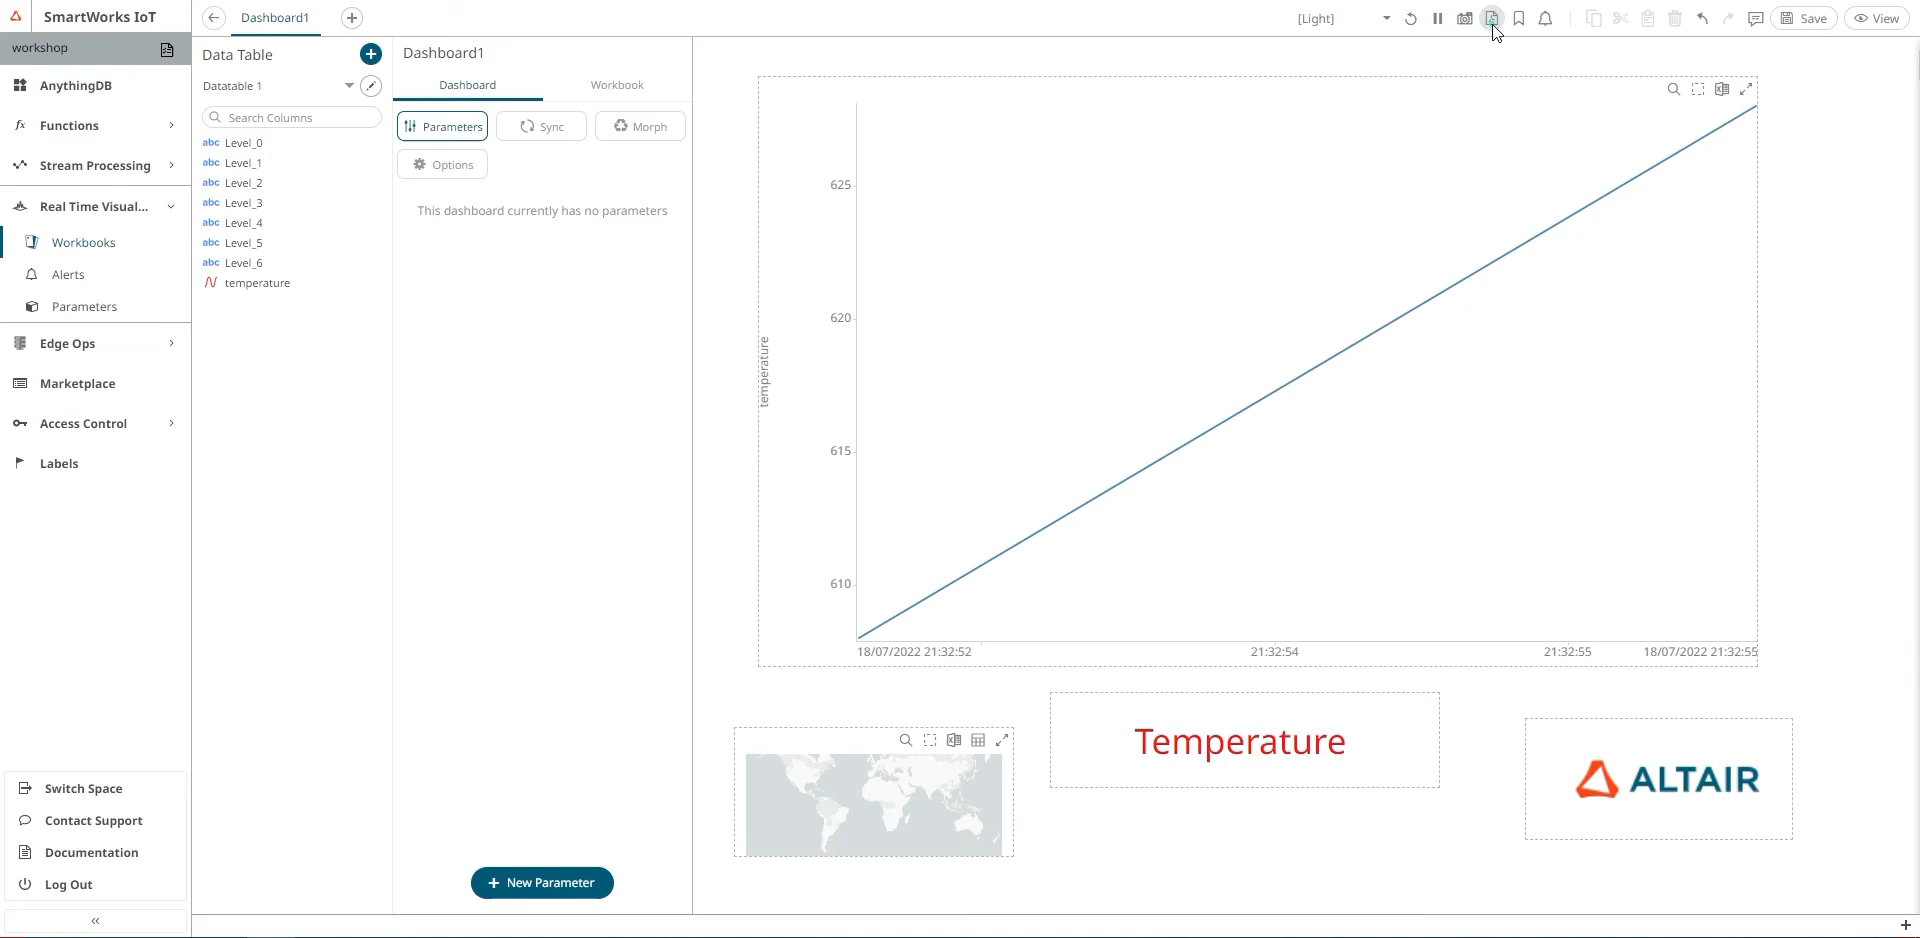 SmartWorks IoT
Dashboard1
[Light]
Save
View
workshop
AnythingDB
Functions
Stream Processing
Real Time Visual...
Workbooks
Alerts
Parameters
Edge Ops
Marketplace
Access Control
Labels
Switch Space
Contact Support
Documentation
Log Out
Data Table
Datatable 1
Search Columns
abc Level_0
abc Level_1
abc Level_2
abc Level_3
abc Level_4
abc Level_5
abc Level_6
temperature
Dashboard1
Dashboard
Workbook
Parameters
Sync
Morph
Options
This dashboard currently has no parameters
New Parameter
temperature
625
620
615
610
18/07/2022 21:32:52
21:32:54
21:32:55
18/07/2022 21:32:55
Temperature
ALTAIR